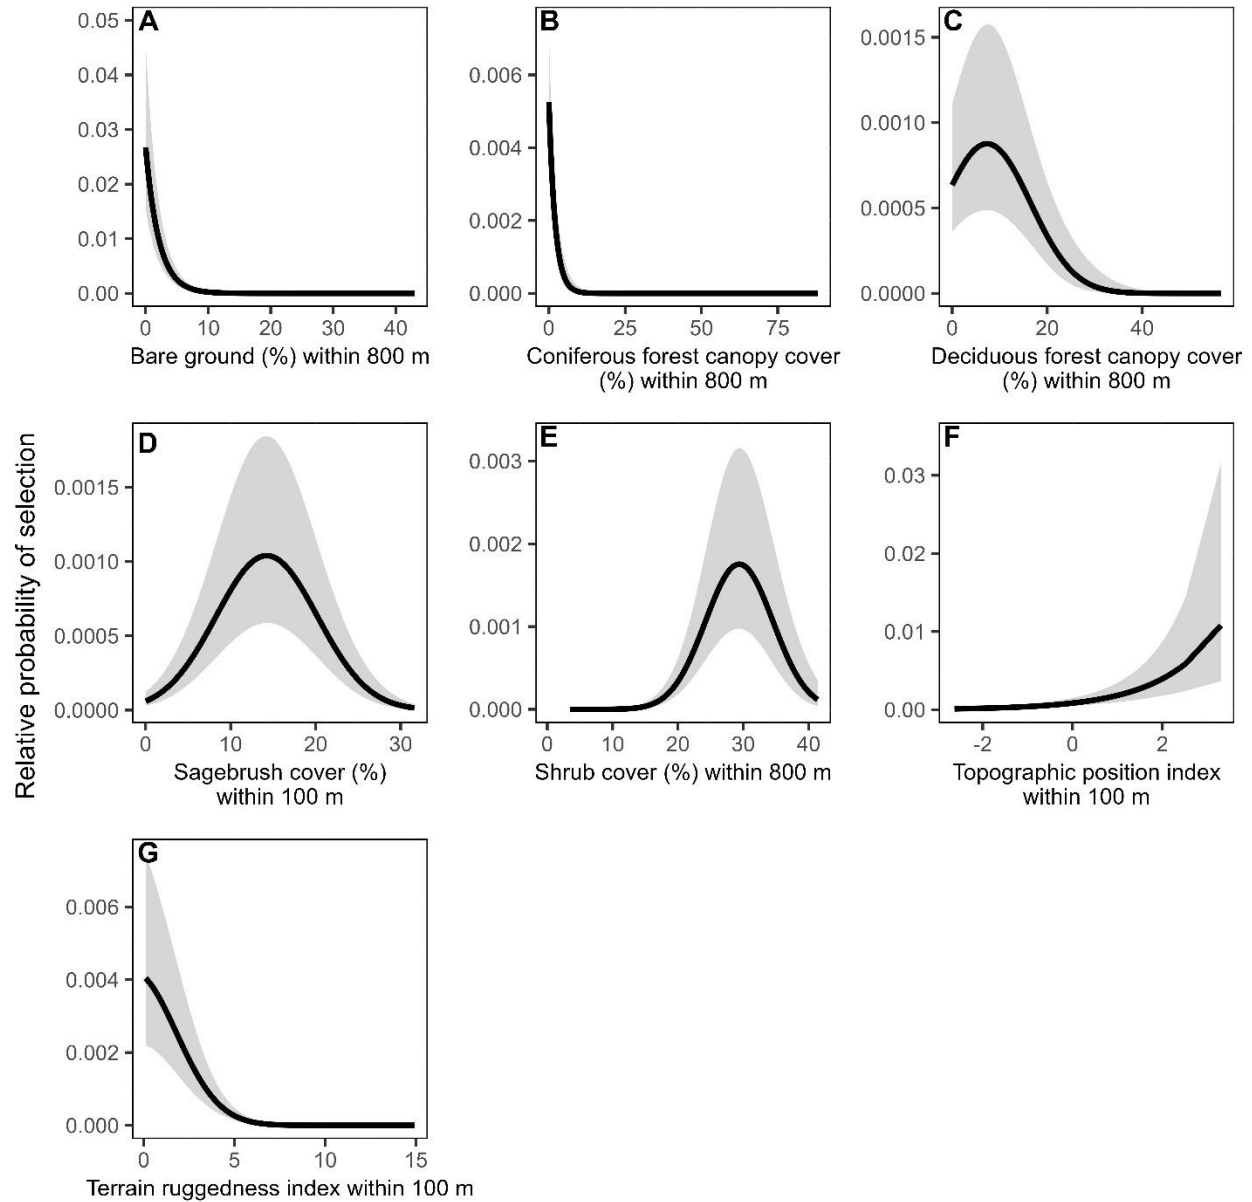 A
0.05
0.04
0.03
0.02
0.01
0.00
0 10 20 30 40
Bare ground (%) within 800 m
B
0.006
0.004
0.002
0.000
0 25 50 75
Coniferous forest canopy cover
(%) within 800 m
C
0.0015
0.0010
0.0005
0.0000
0 20 40
Deciduous forest canopy cover
(%) within 800 m
Relative probability of selection
D
0.0015
0.0010
0.0005
0.0000
0 10 20 30
Sagebrush cover (%)
within 100 m
E
0.003
0.002
0.001
0.000
0 10 20 30 40
Shrub cover (%) within 800 m
F
0.03
0.02
0.01
0.00
-2 0 2
Topographic position index
within 100 m
G
0.006
0.004
0.002
0.000
0 5 10 15
Terrain ruggedness index within 100 m